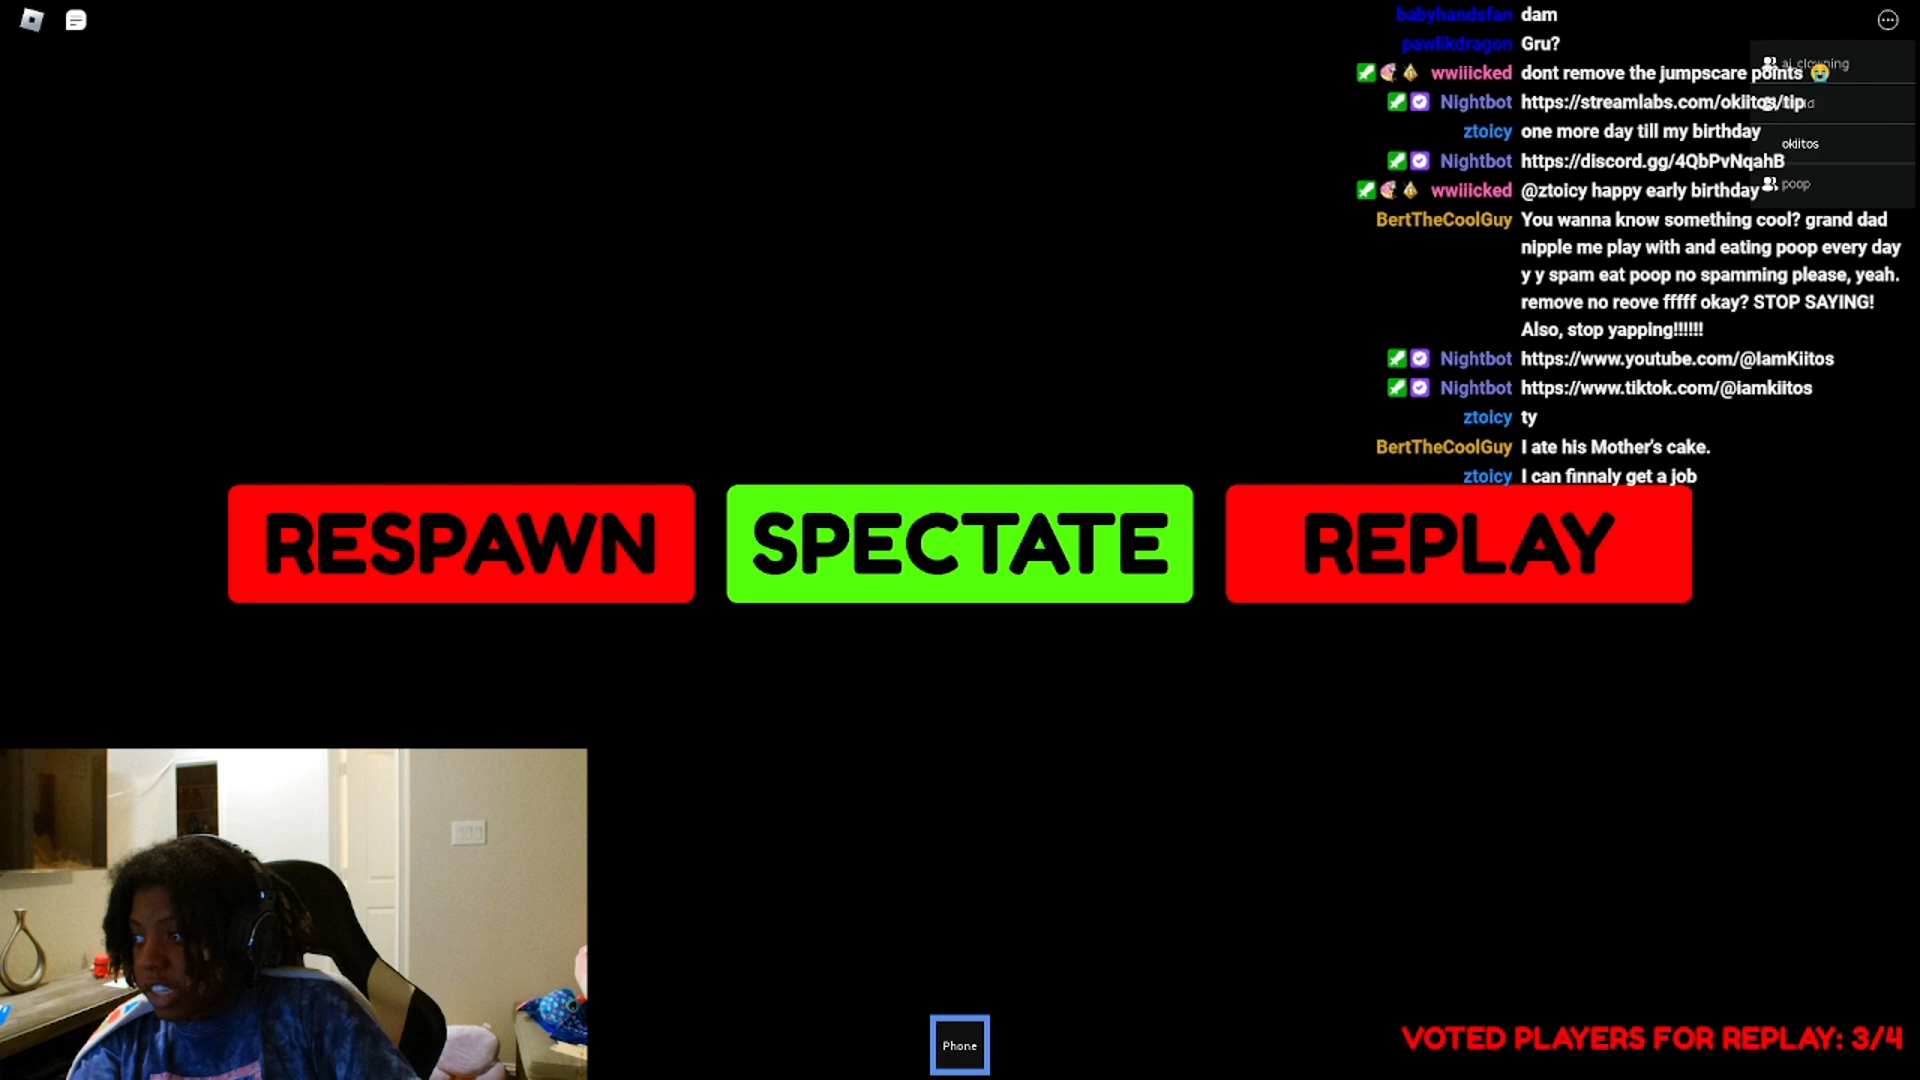 babyhandsfan dam
pawlikdragon Gru?
wwiiicked dont remove the jumpscare points 😭
Nightbot https://streamlabs.com/okiitos/tip
ztoicy one more day till my birthday
Nightbot https://discord.gg/4QbPvNqahB
wwiiicked @ztoicy happy early birthday
BertTheCoolGuy You wanna know something cool? grand dad
nipple me play with and eating poop every day
y y spam eat poop no spamming please, yeah.
remove no reove fffff okay? STOP SAYING!
Also, stop yapping!!!!!!
Nightbot https://www.youtube.com/@IamKiitos
Nightbot https://www.tiktok.com/@iamkiitos
ztoicy ty
BertTheCoolGuy I ate his Mother's cake.
ztoicy I can finnaly get a job
okiitos
poop
RESPAWN
SPECTATE
REPLAY
Phone
VOTED PLAYERS FOR REPLAY: 3/4